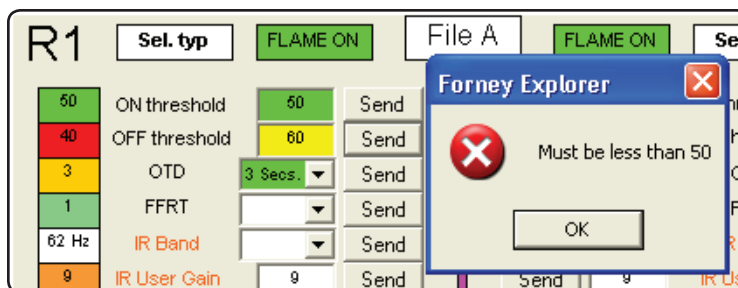 R1 Sel. typ FLAME ON File A FLAME ON Se
Forney Explorer
50 ON threshold 50 Send
40 OFF threshold 60 Send
Must be less than 50
3 OTD 3 Secs. Send
1 FFRT Send
OK
62 Hz IR Band Send
9 IR User Gain 9 Send Send 9 IR Us